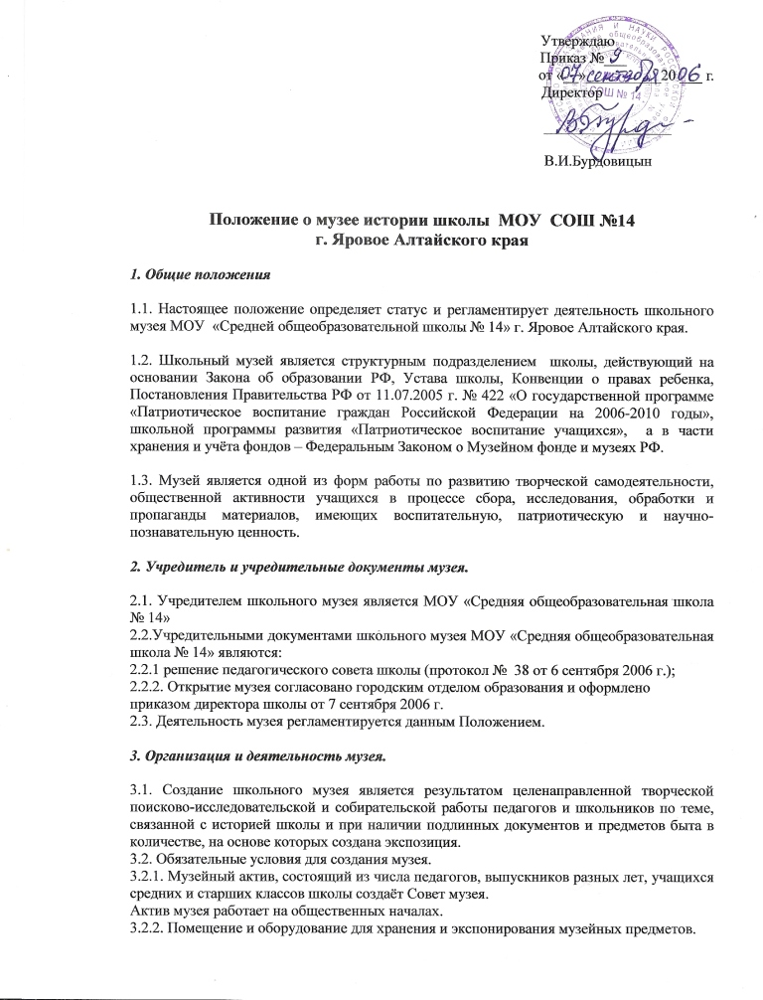 Утверждаю
Приказ № 9
от «07» сентября 2006 г.
Директор
СОШ № 14
В.И.Бурдовицын
Положение о музее истории школы МОУ СОШ №14
г. Яровое Алтайского края
1. Общие положения
1.1. Настоящее положение определяет статус и регламентирует деятельность школьного
музея МОУ «Средней общеобразовательной школы № 14» г. Яровое Алтайского края.
1.2. Школьный музей является структурным подразделением школы, действующий на
основании Закона об образовании РФ, Устава школы, Конвенции о правах ребенка,
Постановления Правительства РФ от 11.07.2005 г. № 422 «О государственной программе
«Патриотическое воспитание граждан Российской Федерации на 2006-2010 годы»,
школьной программы развития «Патриотическое воспитание учащихся», а в части
хранения и учёта фондов – Федеральным Законом о Музейном фонде и музеях РФ.
1.3. Музей является одной из форм работы по развитию творческой самодеятельности,
общественной активности учащихся в процессе сбора, исследования, обработки и
пропаганды материалов, имеющих воспитательную, патриотическую и научно-
познавательную ценность.
2. Учредитель и учредительные документы музея.
2.1. Учредителем школьного музея является МОУ «Средняя общеобразовательная школа
№ 14»
2.2.Учредительными документами школьного музея МОУ «Средняя общеобразовательная
школа № 14» являются:
2.2.1 решение педагогического совета школы (протокол № 38 от 6 сентября 2006 г.);
2.2.2. Открытие музея согласовано городским отделом образования и оформлено
приказом директора школы от 7 сентября 2006 г.
2.3. Деятельность музея регламентируется данным Положением.
3. Организация и деятельность музея.
3.1. Создание школьного музея является результатом целенаправленной творческой
поисково-исследовательской и собирательской работы педагогов и школьников по теме,
связанной с историей школы и при наличии подлинных документов и предметов быта в
количестве, на основе которых создана экспозиция.
3.2. Обязательные условия для создания музея.
3.2.1. Музейный актив, состоящий из числа педагогов, выпускников разных лет, учащихся
средних и старших классов школы создаёт Совет музея.
Актив музея работает на общественных началах.
3.2.2. Помещение и оборудование для хранения и экспонирования музейных предметов.